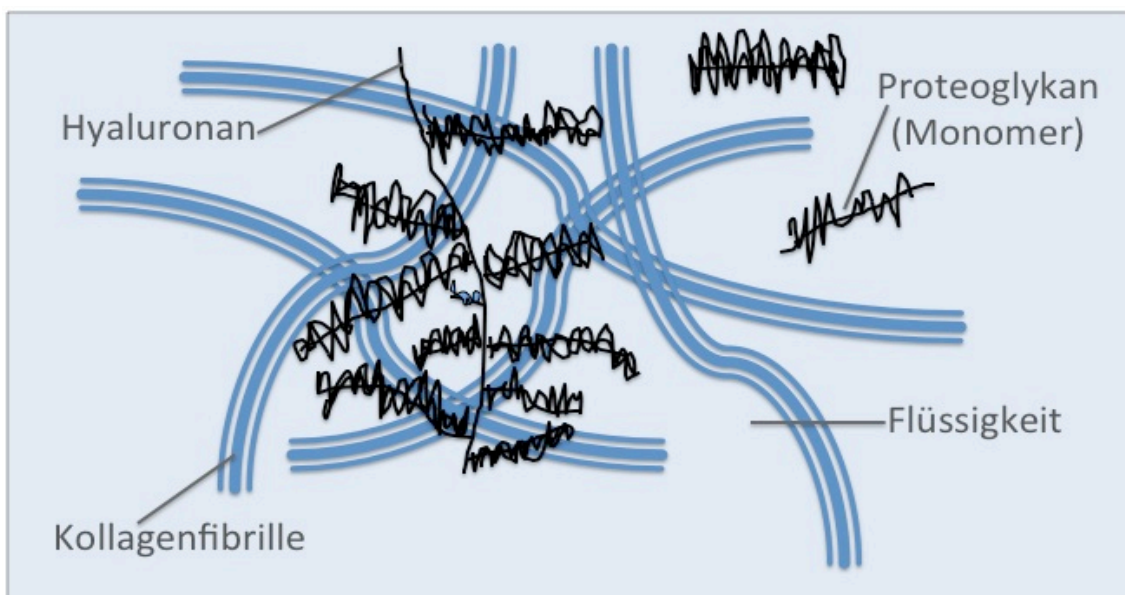 Proteoglykan
(Monomer)
Hyaluronan
Flüssigkeit
Kollagenfibrille